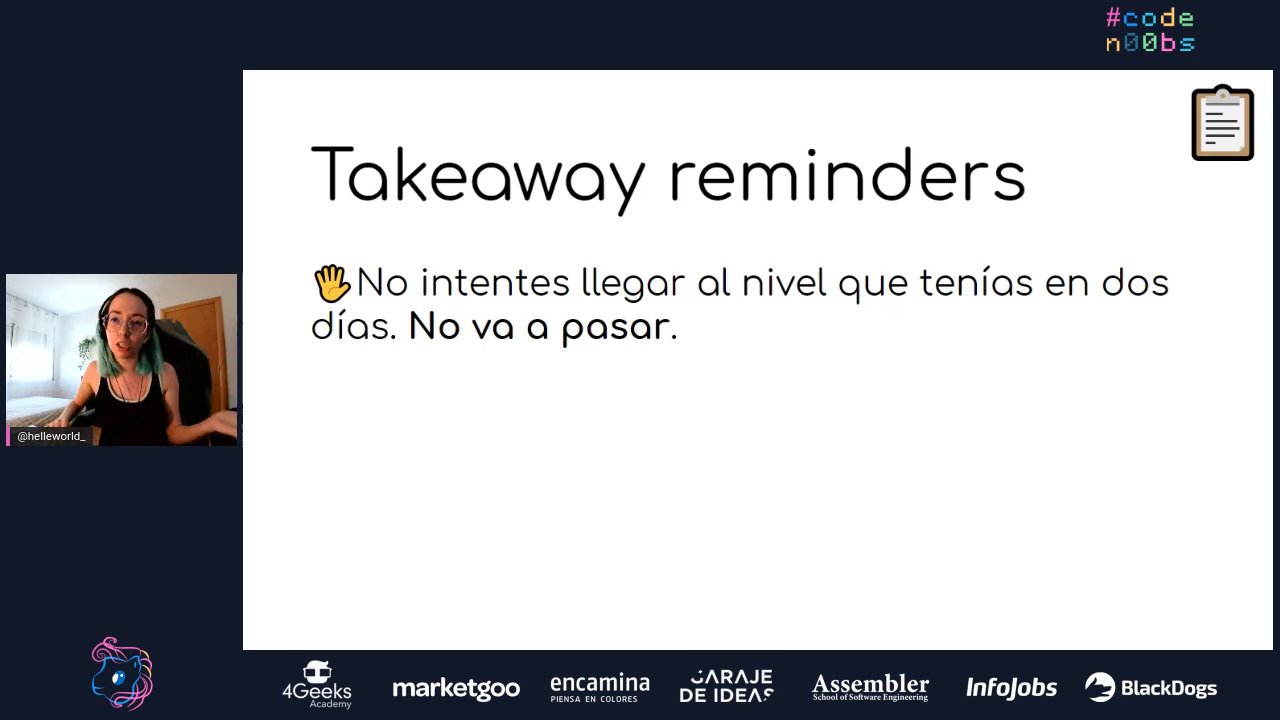 #code
n00bs
Takeaway reminders
🖐No intentes llegar al nivel que tenías en dos
días. No va a pasar.
@helleworld_
4Geeks
Academy
marketgoo
encamina
PIENSA EN COLORES
GARAJE
DE IDEAS
Assembler
School of Software Engineering
InfoJobs
BlackDogs